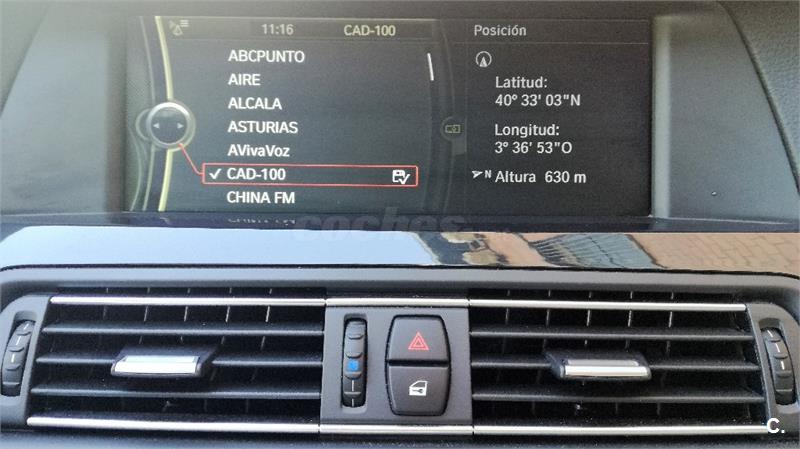 11:16 CAD-100
ABCPUNTO
AIRE
ALCALA
ASTURIAS
AVivaVoz
CAD-100
CHINA FM
Posición
Latitud:
40° 33' 03"N
Longitud:
3° 36' 53"O
N Altura 630 m
coches
C.